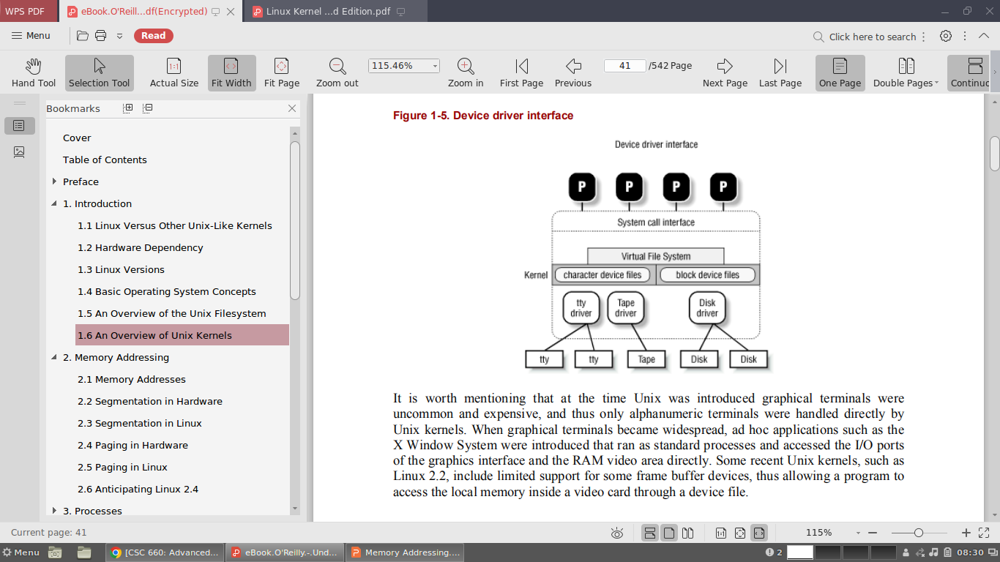 WPS PDF
eBook.O'Reill...df(Encrypted)
Linux Kernel ...d Edition.pdf
Menu
Read
Click here to search
Hand Tool
Selection Tool
1:1
Actual Size
Fit Width
Fit Page
Zoom out
115.46%
Zoom in
First Page
Previous
41 /542 Page
Next Page
Last Page
One Page
Double Pages
Continuc
Bookmarks
Cover
Table of Contents
Preface
1. Introduction
1.1 Linux Versus Other Unix-Like Kernels
1.2 Hardware Dependency
1.3 Linux Versions
1.4 Basic Operating System Concepts
1.5 An Overview of the Unix Filesystem
1.6 An Overview of Unix Kernels
2. Memory Addressing
2.1 Memory Addresses
2.2 Segmentation in Hardware
2.3 Segmentation in Linux
2.4 Paging in Hardware
2.5 Paging in Linux
2.6 Anticipating Linux 2.4
3. Processes
Figure 1-5. Device driver interface
Device driver interface
P P P P
System call interface
Virtual File System
Kernel
character device files
block device files
tty
driver
Tape
driver
Disk
driver
tty
tty
Tape
Disk
Disk
It is worth mentioning that at the time Unix was introduced graphical terminals were
uncommon and expensive, and thus only alphanumeric terminals were handled directly by
Unix kernels. When graphical terminals became widespread, ad hoc applications such as the
X Window System were introduced that ran as standard processes and accessed the I/O ports
of the graphics interface and the RAM video area directly. Some recent Unix kernels, such as
Linux 2.2, include limited support for some frame buffer devices, thus allowing a program to
access the local memory inside a video card through a device file.
Current page: 41
1:1
115%
Menu
[CSC 660: Advanced...
eBook.O'Reilly.-.Und...
Memory Addressing....
2
08:30